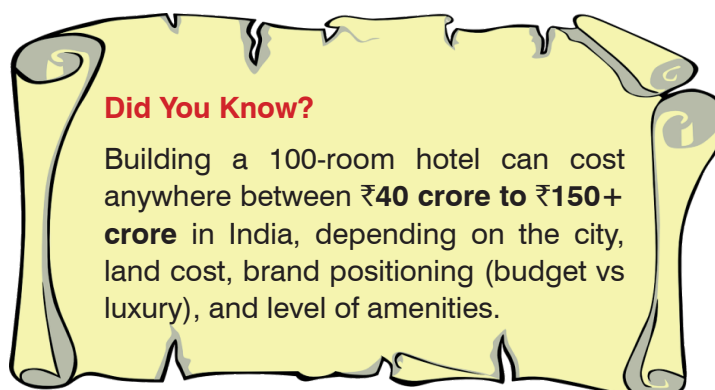 Did You Know?
Building a 100-room hotel can cost
anywhere between ₹40 crore to ₹150+
crore in India, depending on the city,
land cost, brand positioning (budget vs
luxury), and level of amenities.